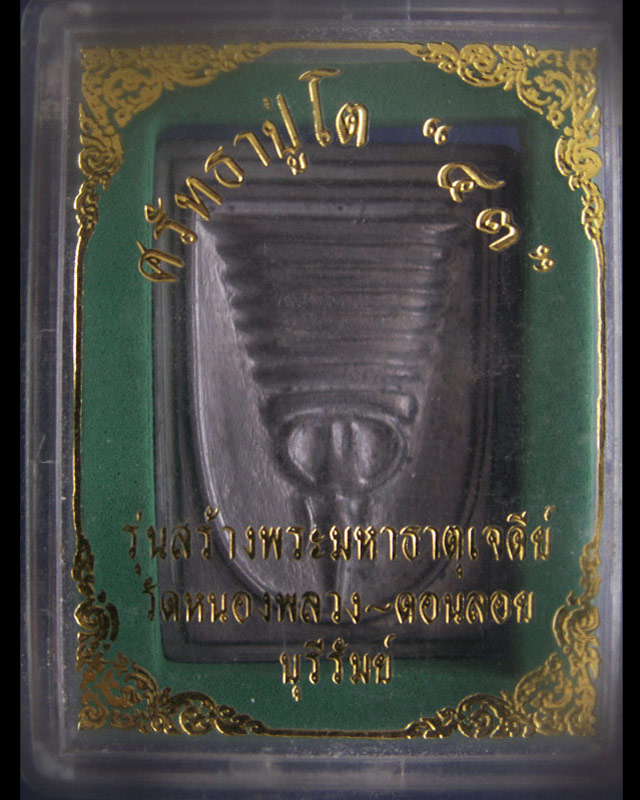 ศรัทธาปู่โต "๕๓"
รุ่นสร้างพระมหาธาตุเจดีย์
วัดหนองพลวง~ดอนลอย
บุรีรัมย์